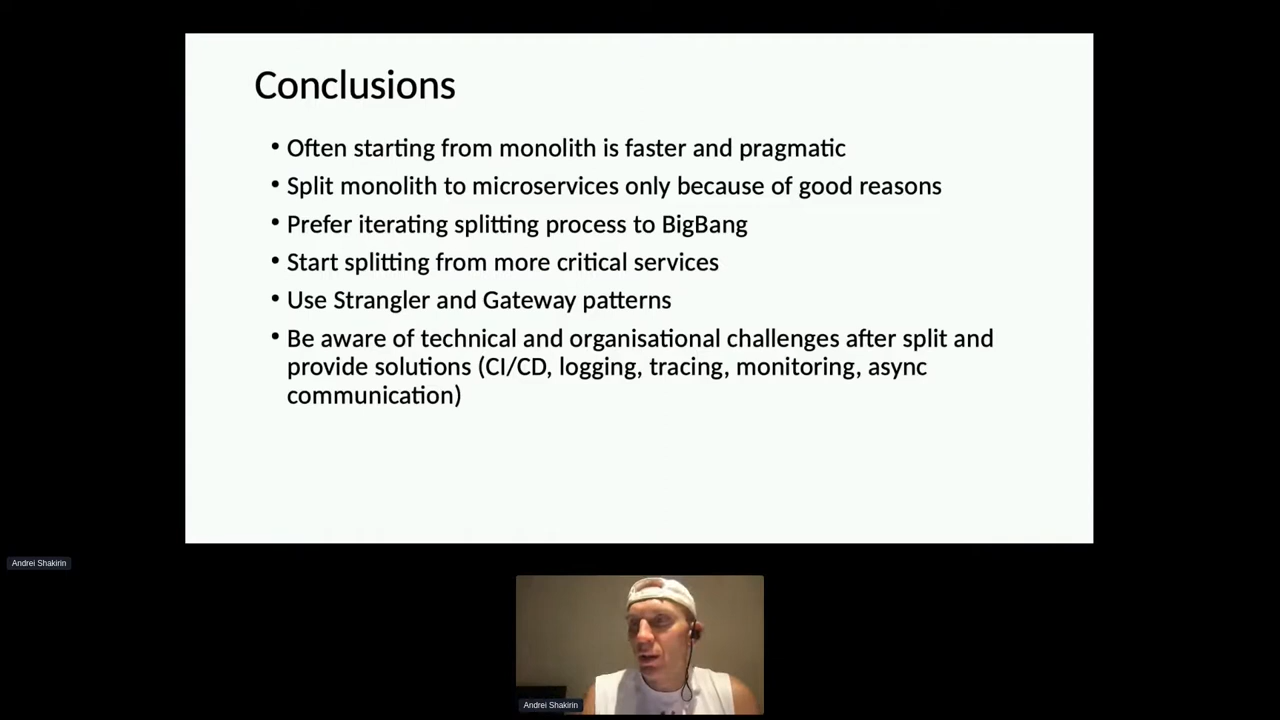 Conclusions
• Often starting from monolith is faster and pragmatic
• Split monolith to microservices only because of good reasons
• Prefer iterating splitting process to BigBang
• Start splitting from more critical services
• Use Strangler and Gateway patterns
• Be aware of technical and organisational challenges after split and
provide solutions (CI/CD, logging, tracing, monitoring, async
communication)
Andrei Shakirin
Andrei Shakirin